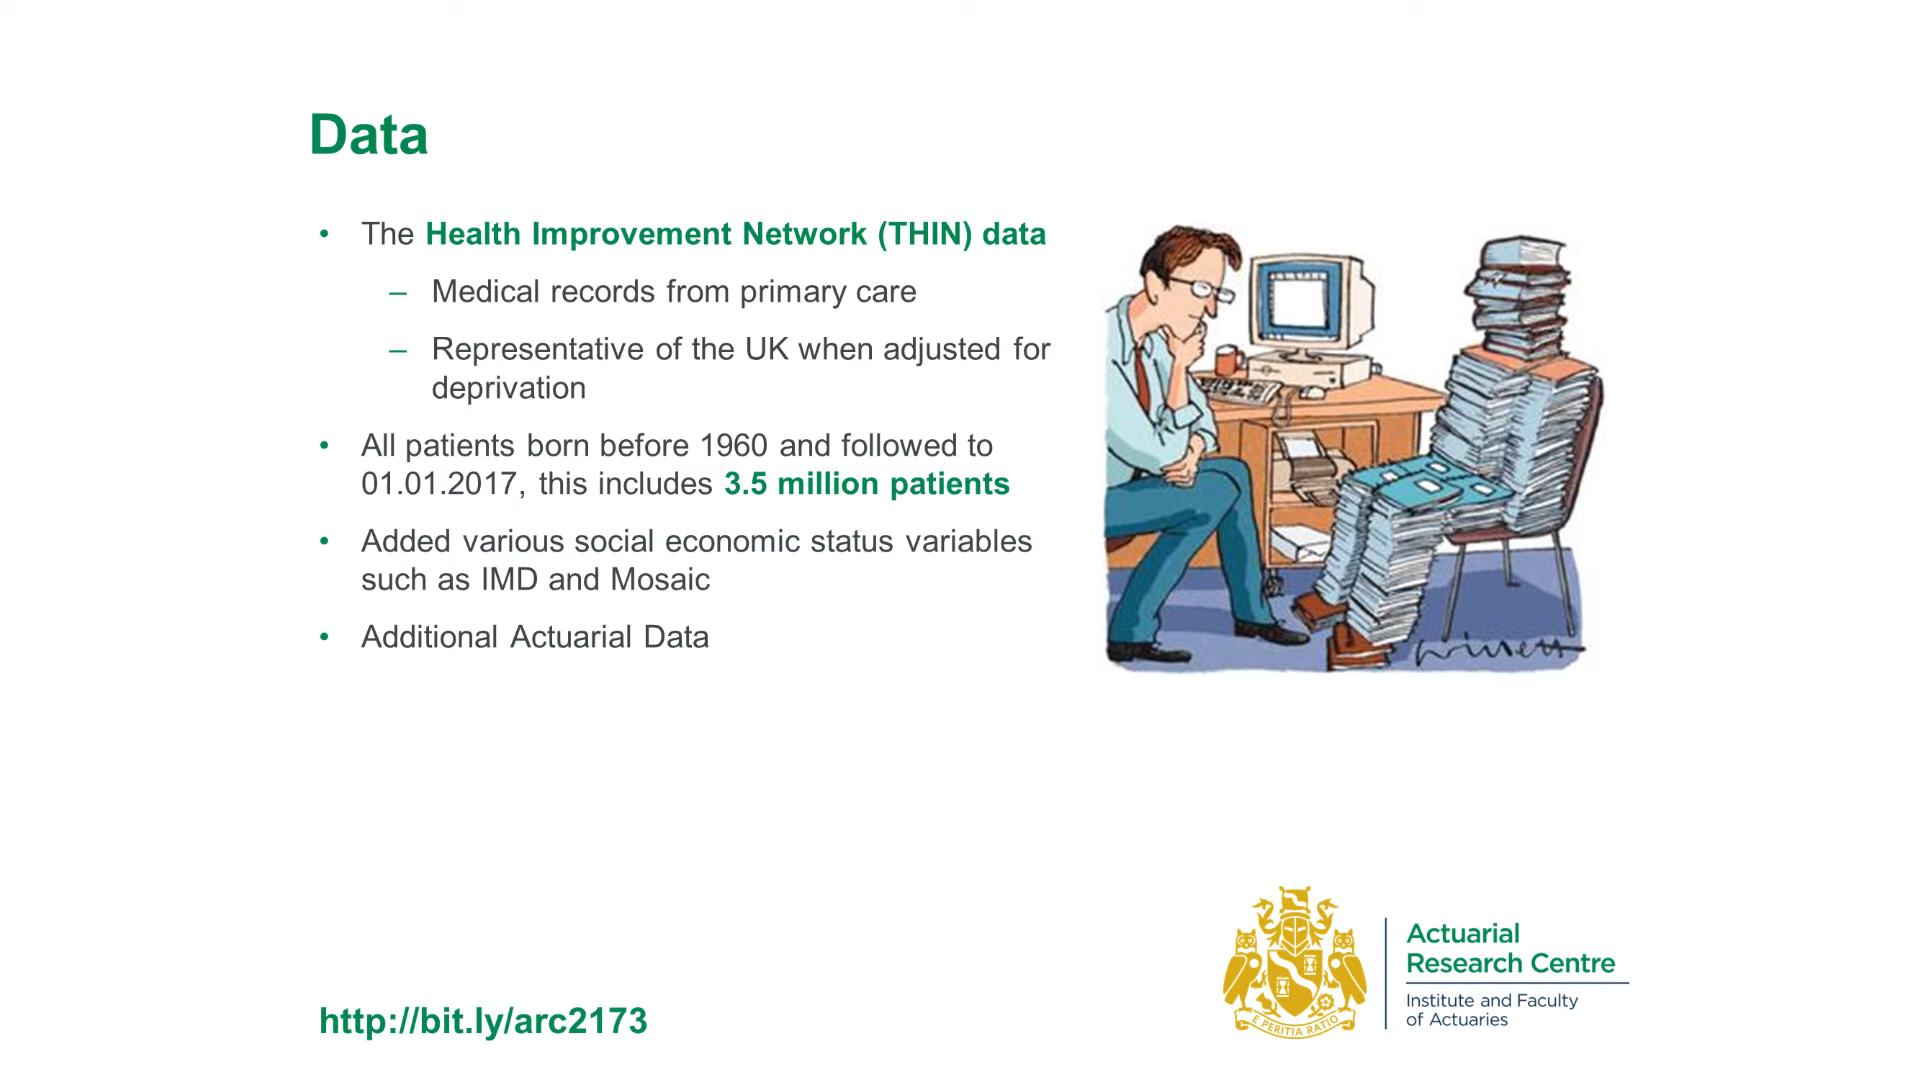 Data
• The Health Improvement Network (THIN) data
– Medical records from primary care
– Representative of the UK when adjusted for
deprivation
• All patients born before 1960 and followed to
01.01.2017, this includes 3.5 million patients
• Added various social economic status variables
such as IMD and Mosaic
• Additional Actuarial Data
Actuarial
Research Centre
Institute and Faculty
of Actuaries
E PERITIA RATIO
http://bit.ly/arc2173